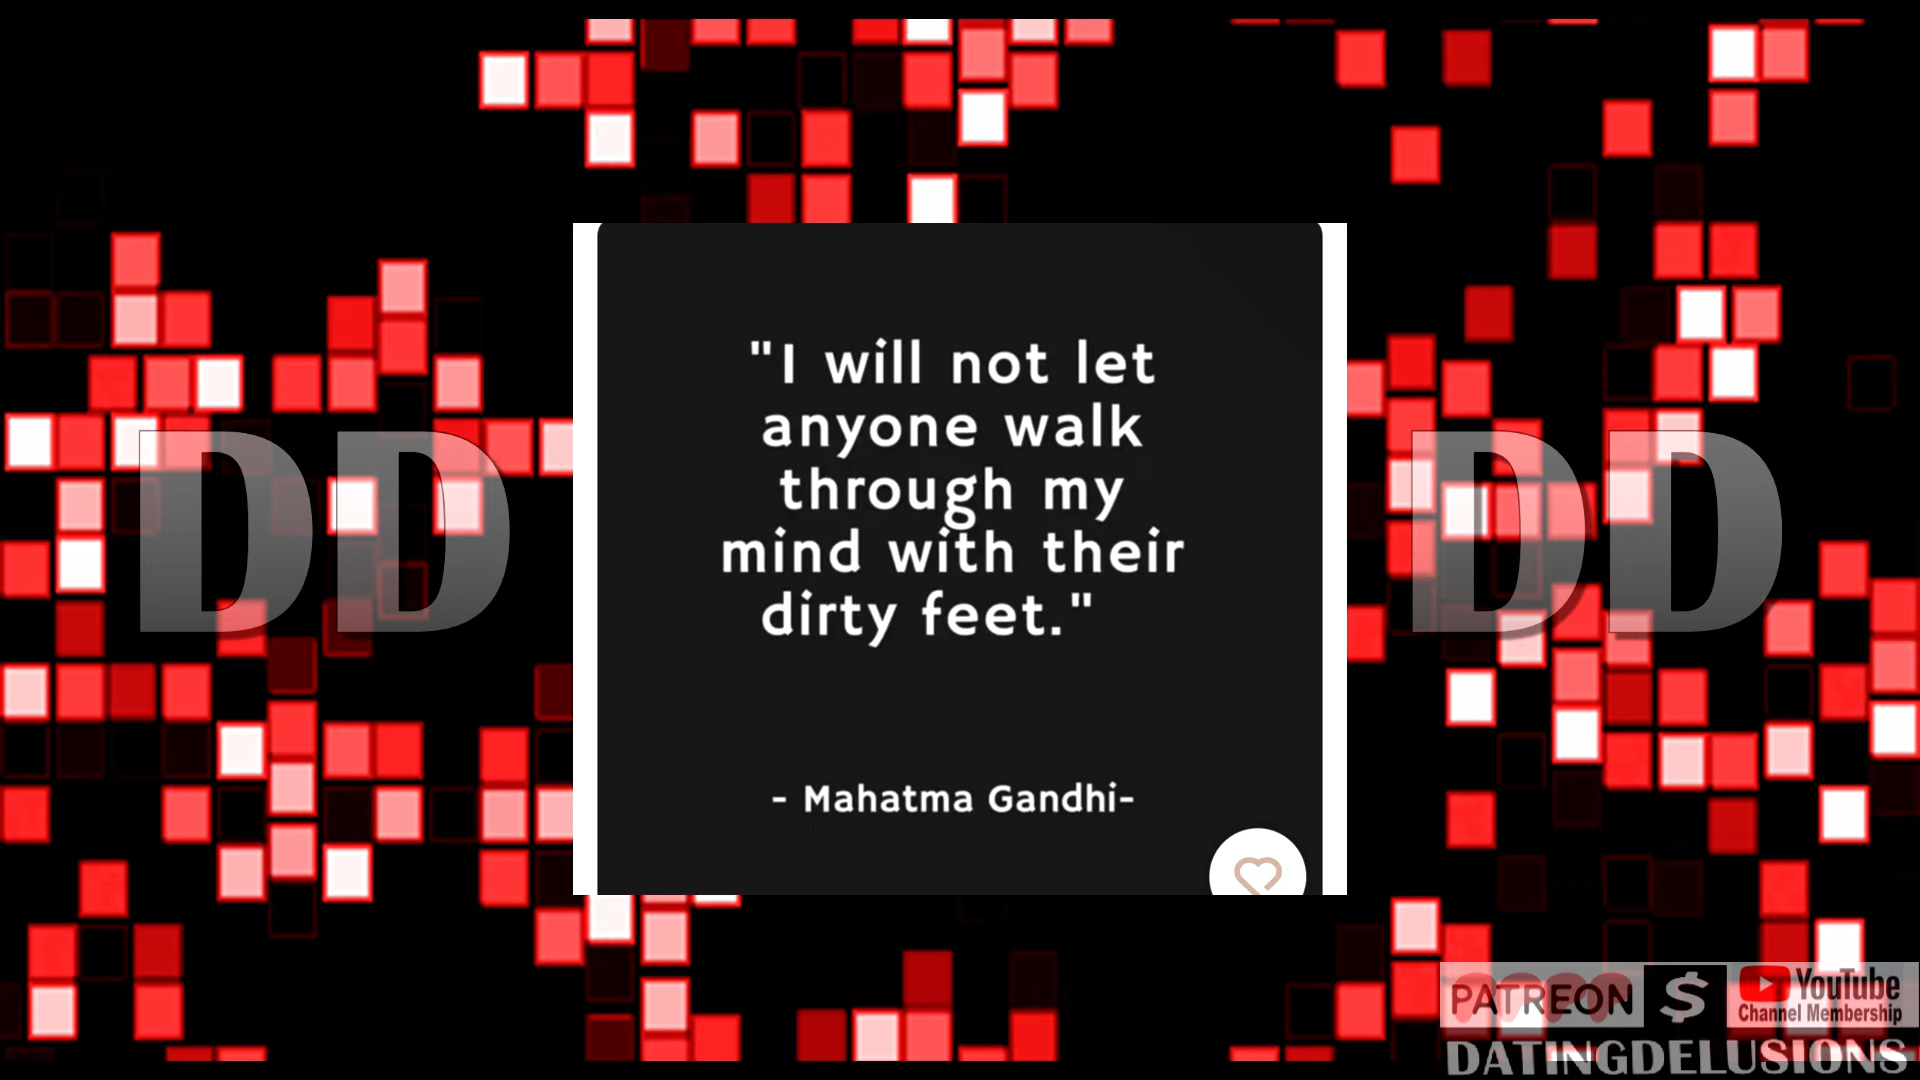 "I will not let
anyone walk
through my
mind with their
dirty feet."
- Mahatma Gandhi-
DD
DD
PATREON
$
YouTube
Channel Membership
DATINGDELUSIONS